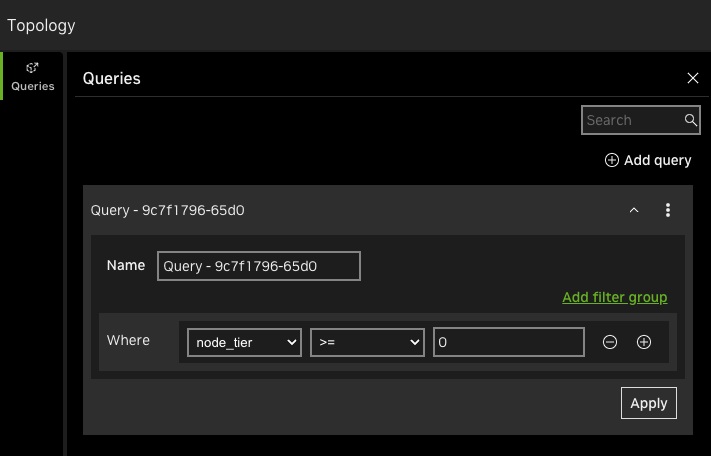 Topology
Queries
Queries
Search
Add query
Query - 9c7f1796-65d0
Name Query - 9c7f1796-65d0
Add filter group
Where node_tier >= 0
Apply